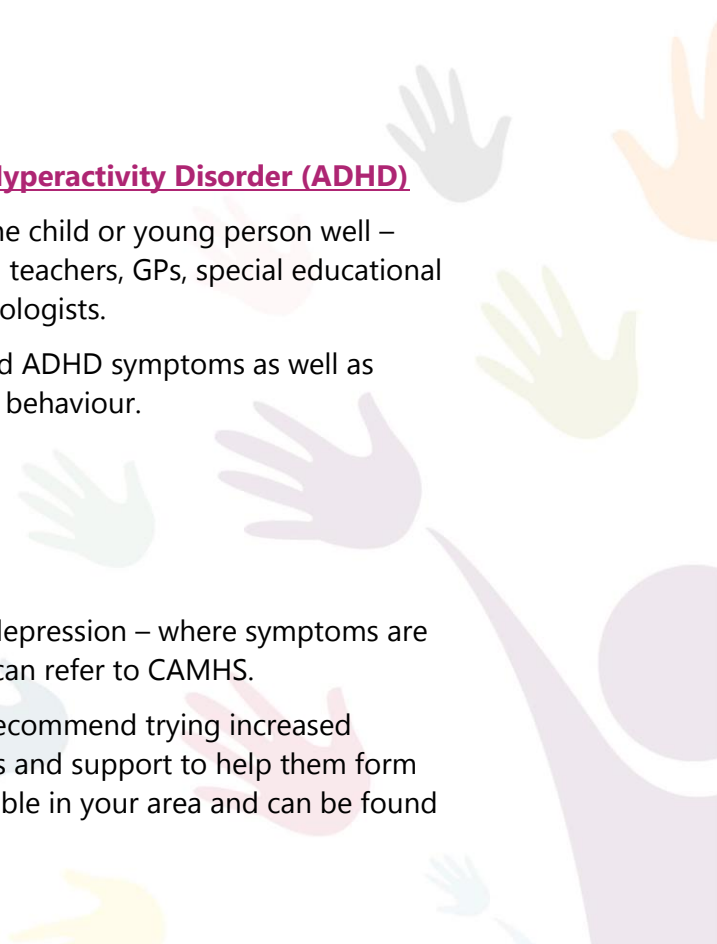 Hyperactivity Disorder (ADHD)
he child or young person well –
teachers, GPs, special educational
ologists.
d ADHD symptoms as well as
behaviour.
depression – where symptoms are
can refer to CAMHS.
ecommend trying increased
s and support to help them form
ble in your area and can be found